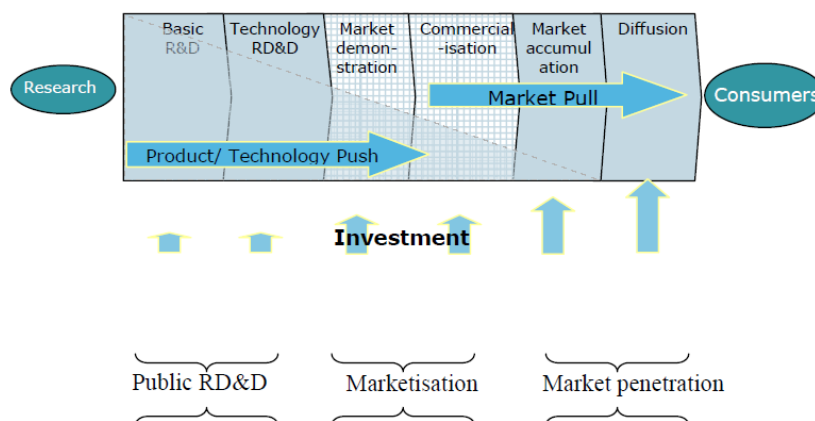 Basic
R&D
Technology
RD&D
Market
demon-
stration
Commercial
-isation
Market
accumul
ation
Diffusion
Research
Market Pull
Consumers
Product/ Technology Push
Investment
Public RD&D
Marketisation
Market penetration